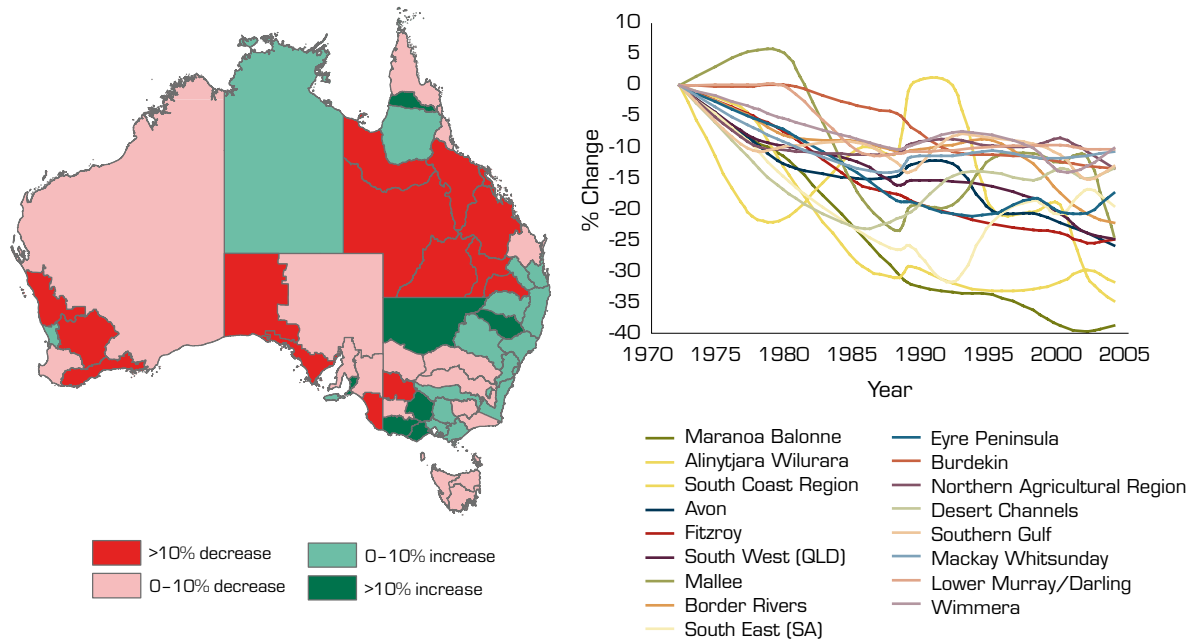 >10% decrease
0–10% decrease
0–10% increase
>10% increase
10
5
0
-5
-10
-15
-20
-25
-30
-35
-40
% Change
1970 1975 1980 1985 1990 1995 2000 2005
Year
Maranoa Balonne
Alinytjara Wilurara
South Coast Region
Avon
Fitzroy
South West (QLD)
Mallee
Border Rivers
South East (SA)
Eyre Peninsula
Burdekin
Northern Agricultural Region
Desert Channels
Southern Gulf
Mackay Whitsunday
Lower Murray/Darling
Wimmera